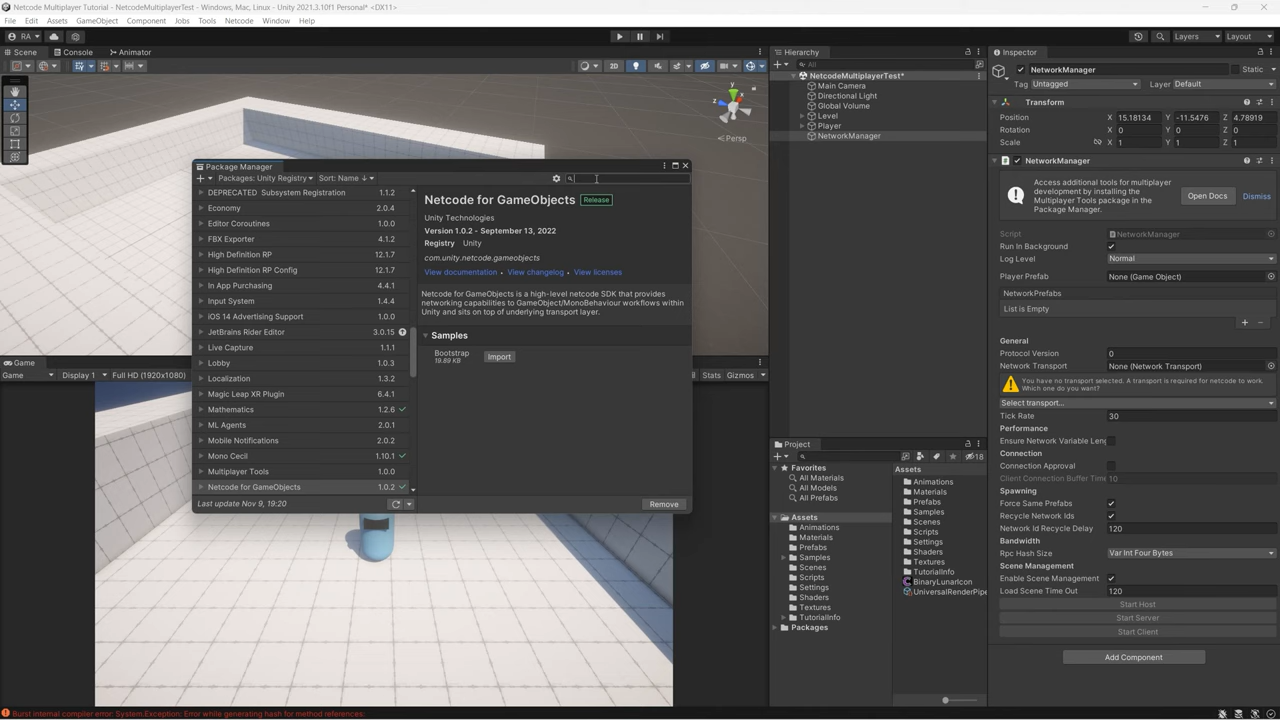 NetcodeMultiplayerTest - NetcodeMultiplayerTest - Windows, Mac, Linux - Unity 2021.3.10f1 Personal* <DX11>
File Edit Assets GameObject Component Jobs Tools Netcode Window Help
RA Layers Layout
Scene Console Animator
2D
y
z
Persp
Package Manager
Packages: Unity Registry Sort: Name
DEPRECATED Subsystem Registration 1.1.2
Economy 2.0.4
Editor Coroutines 1.0.0
FBX Exporter 4.1.2
High Definition RP 12.1.7
High Definition RP Config 12.1.7
In App Purchasing 4.4.1
Input System 1.4.4
iOS 14 Advertising Support 1.0.0
JetBrains Rider Editor 3.0.15
Live Capture 1.1.1
Lobby 1.0.3
Localization 1.3.2
Magic Leap XR Plugin 6.4.1
Mathematics 1.2.6
ML Agents 2.0.1
Mobile Notifications 2.0.2
Mono Cecil 1.10.1
Multiplayer Tools 1.0.0
Netcode for GameObjects 1.0.2
Last update Nov 9, 19:20
Netcode for GameObjects Release
Unity Technologies
Version 1.0.2 - September 13, 2022
Registry Unity
com.unity.netcode.gameobjects
View documentation • View changelog • View licenses
Netcode for GameObjects is a high-level netcode SDK that provides
networking capabilities to GameObject/MonoBehaviour workflows within
Unity and sits on top of underlying transport layer.
Samples
Bootstrap Import
19.89 KB
Remove
Game
Game Display 1 Full HD (1920x1080) Stats Gizmos
Hierarchy
All
NetcodeMultiplayerTest*
Main Camera
Directional Light
Global Volume
Level
Player
NetworkManager
Project
18
Favorites
All Materials
All Models
All Prefabs
Assets
Animations
Materials
Prefabs
Samples
Scenes
Scripts
Settings
Shaders
Textures
TutorialInfo
Packages
Assets
Animations
Materials
Prefabs
Samples
Scenes
Scripts
Settings
Shaders
Textures
TutorialInfo
BinaryLunarIcon
UniversalRenderPipe
Inspector
NetworkManager Static
Tag Untagged Layer Default
Transform
Position X 15.18134 Y -11.5476 Z 4.78919
Rotation X 0 Y 0 Z 0
Scale X 1 Y 1 Z 1
NetworkManager
Access additional tools for multiplayer
development by installing the
Multiplayer Tools package in the
Package Manager.
Open Docs Dismiss
Script NetworkManager
Run In Background
Log Level Normal
Player Prefab None (Game Object)
NetworkPrefabs
List is Empty
General
Protocol Version 0
Network Transport None (Network Transport)
You have no transport selected. A transport is required for netcode to work.
Which one do you want?
Select transport...
Tick Rate 30
Performance
Ensure Network Variable Leng
Connection
Connection Approval
Client Connection Buffer Time 10
Spawning
Force Same Prefabs
Recycle Network Ids
Network Id Recycle Delay 120
Bandwidth
Rpc Hash Size Var Int Four Bytes
Scene Management
Enable Scene Management
Load Scene Time Out 120
Start Host
Start Server
Start Client
Add Component
Burst internal compiler error: System.Exception: Error while generating hash for method references: